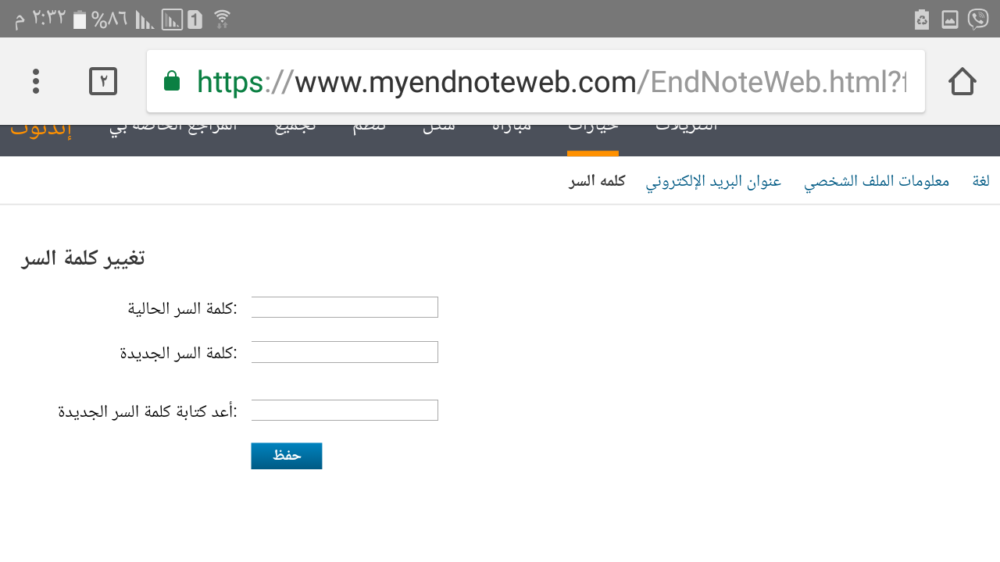 م ٢:٣٢ %٨٦ 1
٢ https://www.myendnoteweb.com/EndNoteWeb.html?f
إندنوت المراجع الخاصة بي تجميع تنظم شكل مباراة خيارات التنزيلات
لغة معلومات الملف الشخصي عنوان البريد الإلكتروني كلمه السر
تغيير كلمة السر
كلمة السر الحالية:
كلمة السر الجديدة:
أعد كتابة كلمة السر الجديدة:
حفظ